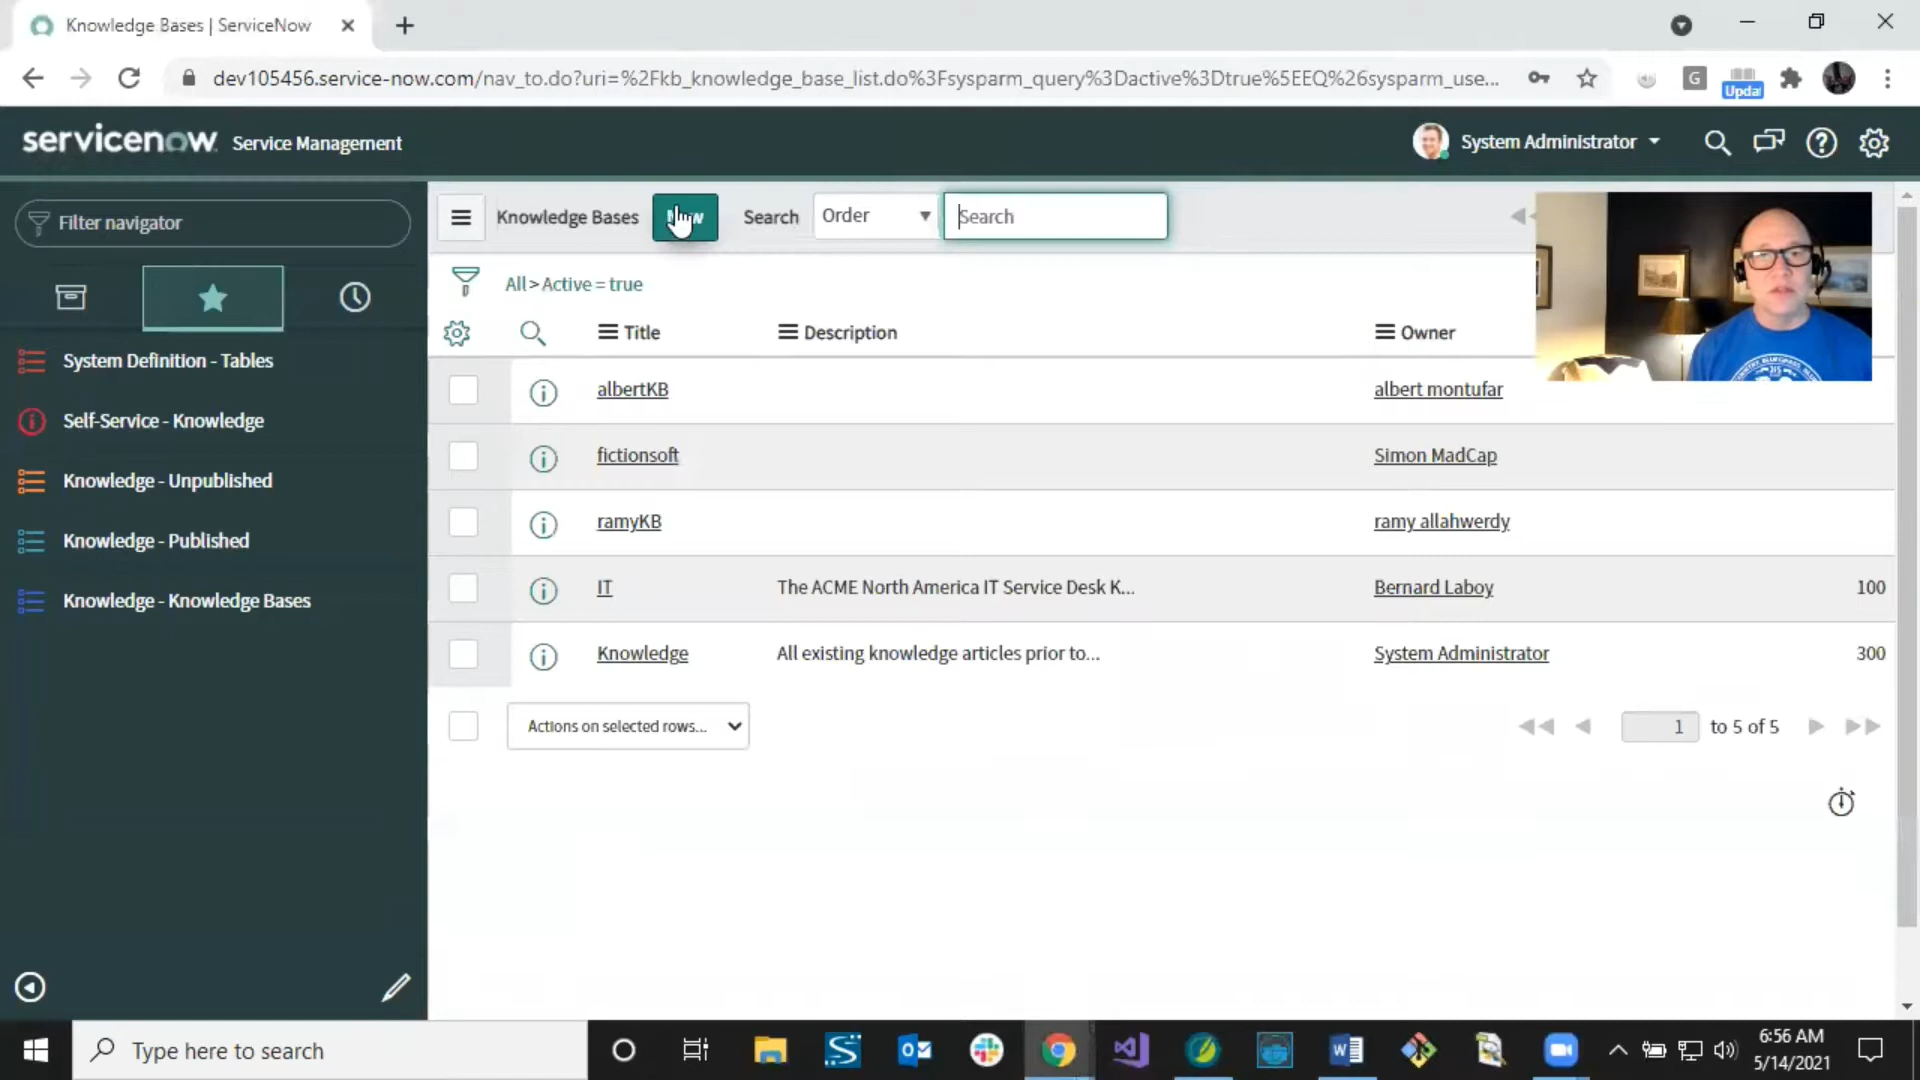 Knowledge Bases | ServiceNow
dev105456.service-now.com/nav_to.do?uri=%2Fkb_knowledge_base_list.do%3Fsysparm_query%3Dactive%3Dtrue%5EEQ%26sysparm_use...
G
Updat
servicenow Service Management
System Administrator
Filter navigator
Knowledge Bases
Search
Order
Search
All > Active = true
Title
Description
Owner
System Definition - Tables
Self-Service - Knowledge
Knowledge - Unpublished
Knowledge - Published
Knowledge - Knowledge Bases
albertKB albert montufar
fictionsoft Simon MadCap
ramyKB ramy allahwerdy
IT The ACME North America IT Service Desk K... Bernard Laboy 100
Knowledge All existing knowledge articles prior to... System Administrator 300
Actions on selected rows...
1 to 5 of 5
Type here to search
6:56 AM
5/14/2021